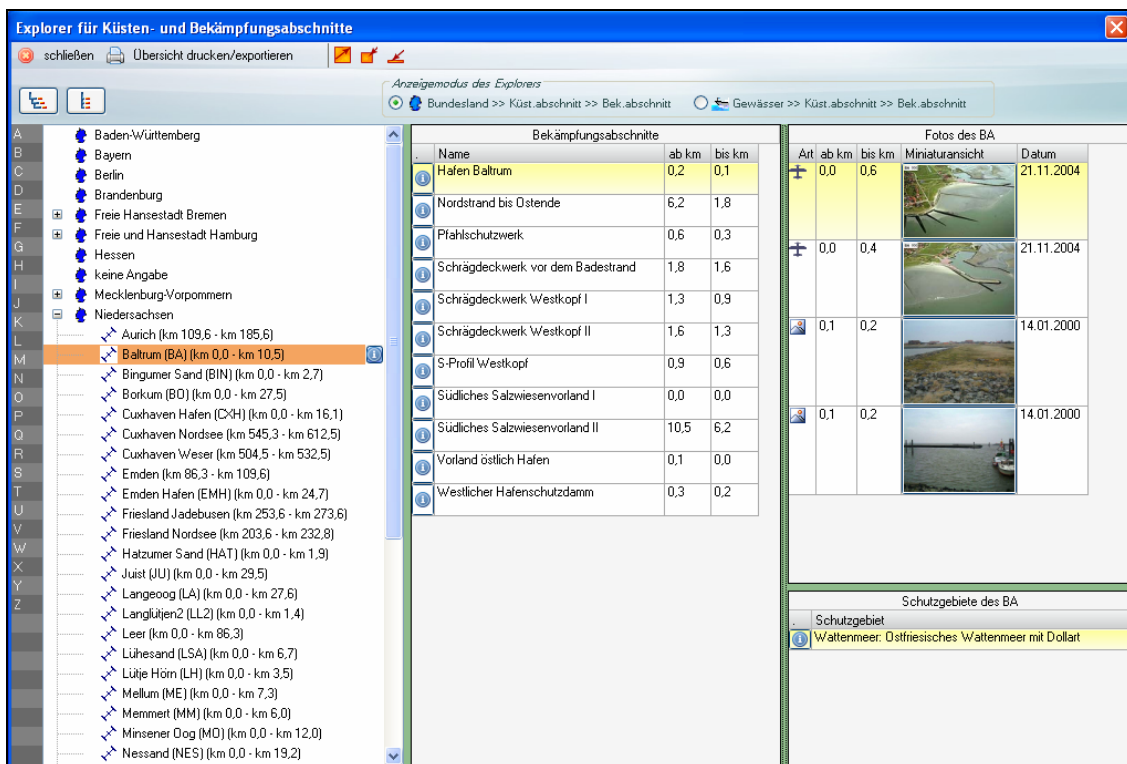 Explorer für Küsten- und Bekämpfungsabschnitte
schließen Übersicht drucken/exportieren
Anzeigemodus des Explorers
Bundesland >> Küst.abschnitt >> Bek.abschnitt Gewässer >> Küst.abschnitt >> Bek.abschnitt
A
B
C
D
E
F
G
H
I
J
K
L
M
N
O
P
Q
R
S
T
U
V
W
X
Y
Z
Baden-Württemberg
Bayern
Berlin
Brandenburg
Freie Hansestadt Bremen
Freie und Hansestadt Hamburg
Hessen
keine Angabe
Mecklenburg-Vorpommern
Niedersachsen
Aurich (km 109,6 - km 185,6)
Baltrum (BA) (km 0,0 - km 10,5)
Bingumer Sand (BIN) (km 0,0 - km 2,7)
Borkum (BO) (km 0,0 - km 27,5)
Cuxhaven Hafen (CXH) (km 0,0 - km 16,1)
Cuxhaven Nordsee (km 545,3 - km 612,5)
Cuxhaven Weser (km 504,5 - km 532,5)
Emden (km 86,3 - km 109,6)
Emden Hafen (EMH) (km 0,0 - km 24,7)
Friesland Jadebusen (km 253,6 - km 273,6)
Friesland Nordsee (km 203,6 - km 232,8)
Hatzumer Sand (HAT) (km 0,0 - km 1,9)
Juist (JU) (km 0,0 - km 29,5)
Langeoog (LA) (km 0,0 - km 27,6)
Langlütjen2 (LL2) (km 0,0 - km 1,4)
Leer (km 0,0 - km 86,3)
Lühesand (LSA) (km 0,0 - km 6,7)
Lütje Hörn (LH) (km 0,0 - km 3,5)
Mellum (ME) (km 0,0 - km 7,3)
Memmert (MM) (km 0,0 - km 6,0)
Minsener Oog (MO) (km 0,0 - km 12,0)
Nessand (NES) (km 0,0 - km 19,2)
Bekämpfungsabschnitte
. Name ab km bis km
Hafen Baltrum 0,2 0,1
Nordstrand bis Ostende 6,2 1,8
Pfahlschutzwerk 0,6 0,3
Schrägdeckwerk vor dem Badestrand 1,8 1,6
Schrägdeckwerk Westkopf I 1,3 0,9
Schrägdeckwerk Westkopf II 1,6 1,3
S-Profil Westkopf 0,9 0,6
Südliches Salzwiesenvorland I 0,0 0,0
Südliches Salzwiesenvorland II 10,5 6,2
Vorland östlich Hafen 0,1 0,0
Westlicher Hafenschutzdamm 0,3 0,2
Fotos des BA
Art ab km bis km Miniaturansicht Datum
0,0 0,6 21.11.2004
0,0 0,4 21.11.2004
0,1 0,2 14.01.2000
0,1 0,2 14.01.2000
Schutzgebiete des BA
. Schutzgebiet
Wattenmeer: Ostfriesisches Wattenmeer mit Dollart